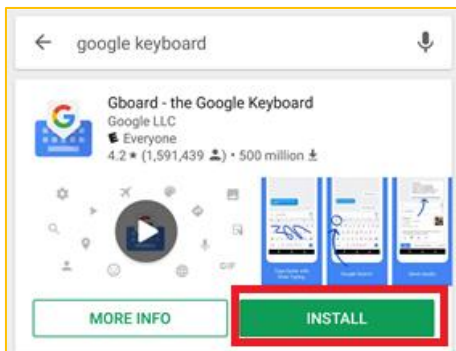 google keyboard
Gboard - the Google Keyboard
Google LLC
Everyone
4.2 ★ (1,591,439) • 500 million
GIF
MORE INFO
INSTALL